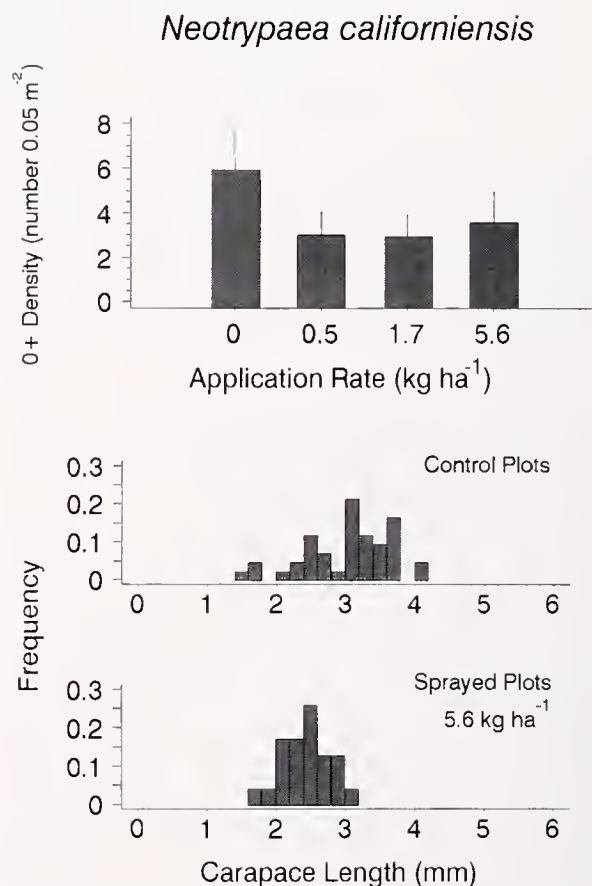 Neotrypaea californiensis
0+ Density (number 0.05 m⁻²)
8
6
4
2
0
0 0.5 1.7 5.6
Application Rate (kg ha⁻¹)
Frequency
Control Plots
0.3
0.2
0.1
0
0 1 2 3 4 5 6
Sprayed Plots
5.6 kg ha⁻¹
0.3
0.2
0.1
0
0 1 2 3 4 5 6
Carapace Length (mm)